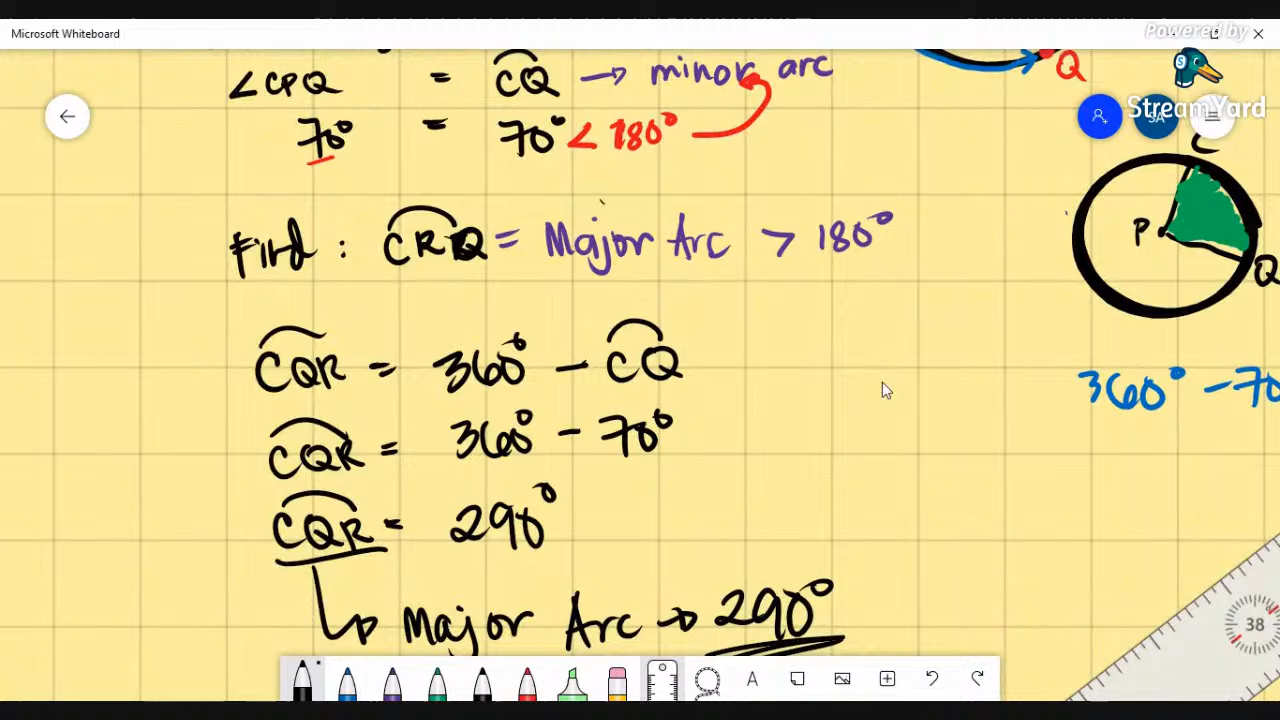 Microsoft Whiteboard
Powered by
StreamYard
S
SA
∠CPQ = CQ → minor arc
70° = 70° < 180°
Q
C
P
Q
Find : CRQ = Major Arc > 180°
CQR = 360° - CQ
360° - 70
CQR = 360° - 70°
CQR = 290°
Major Arc → 290°
38
A